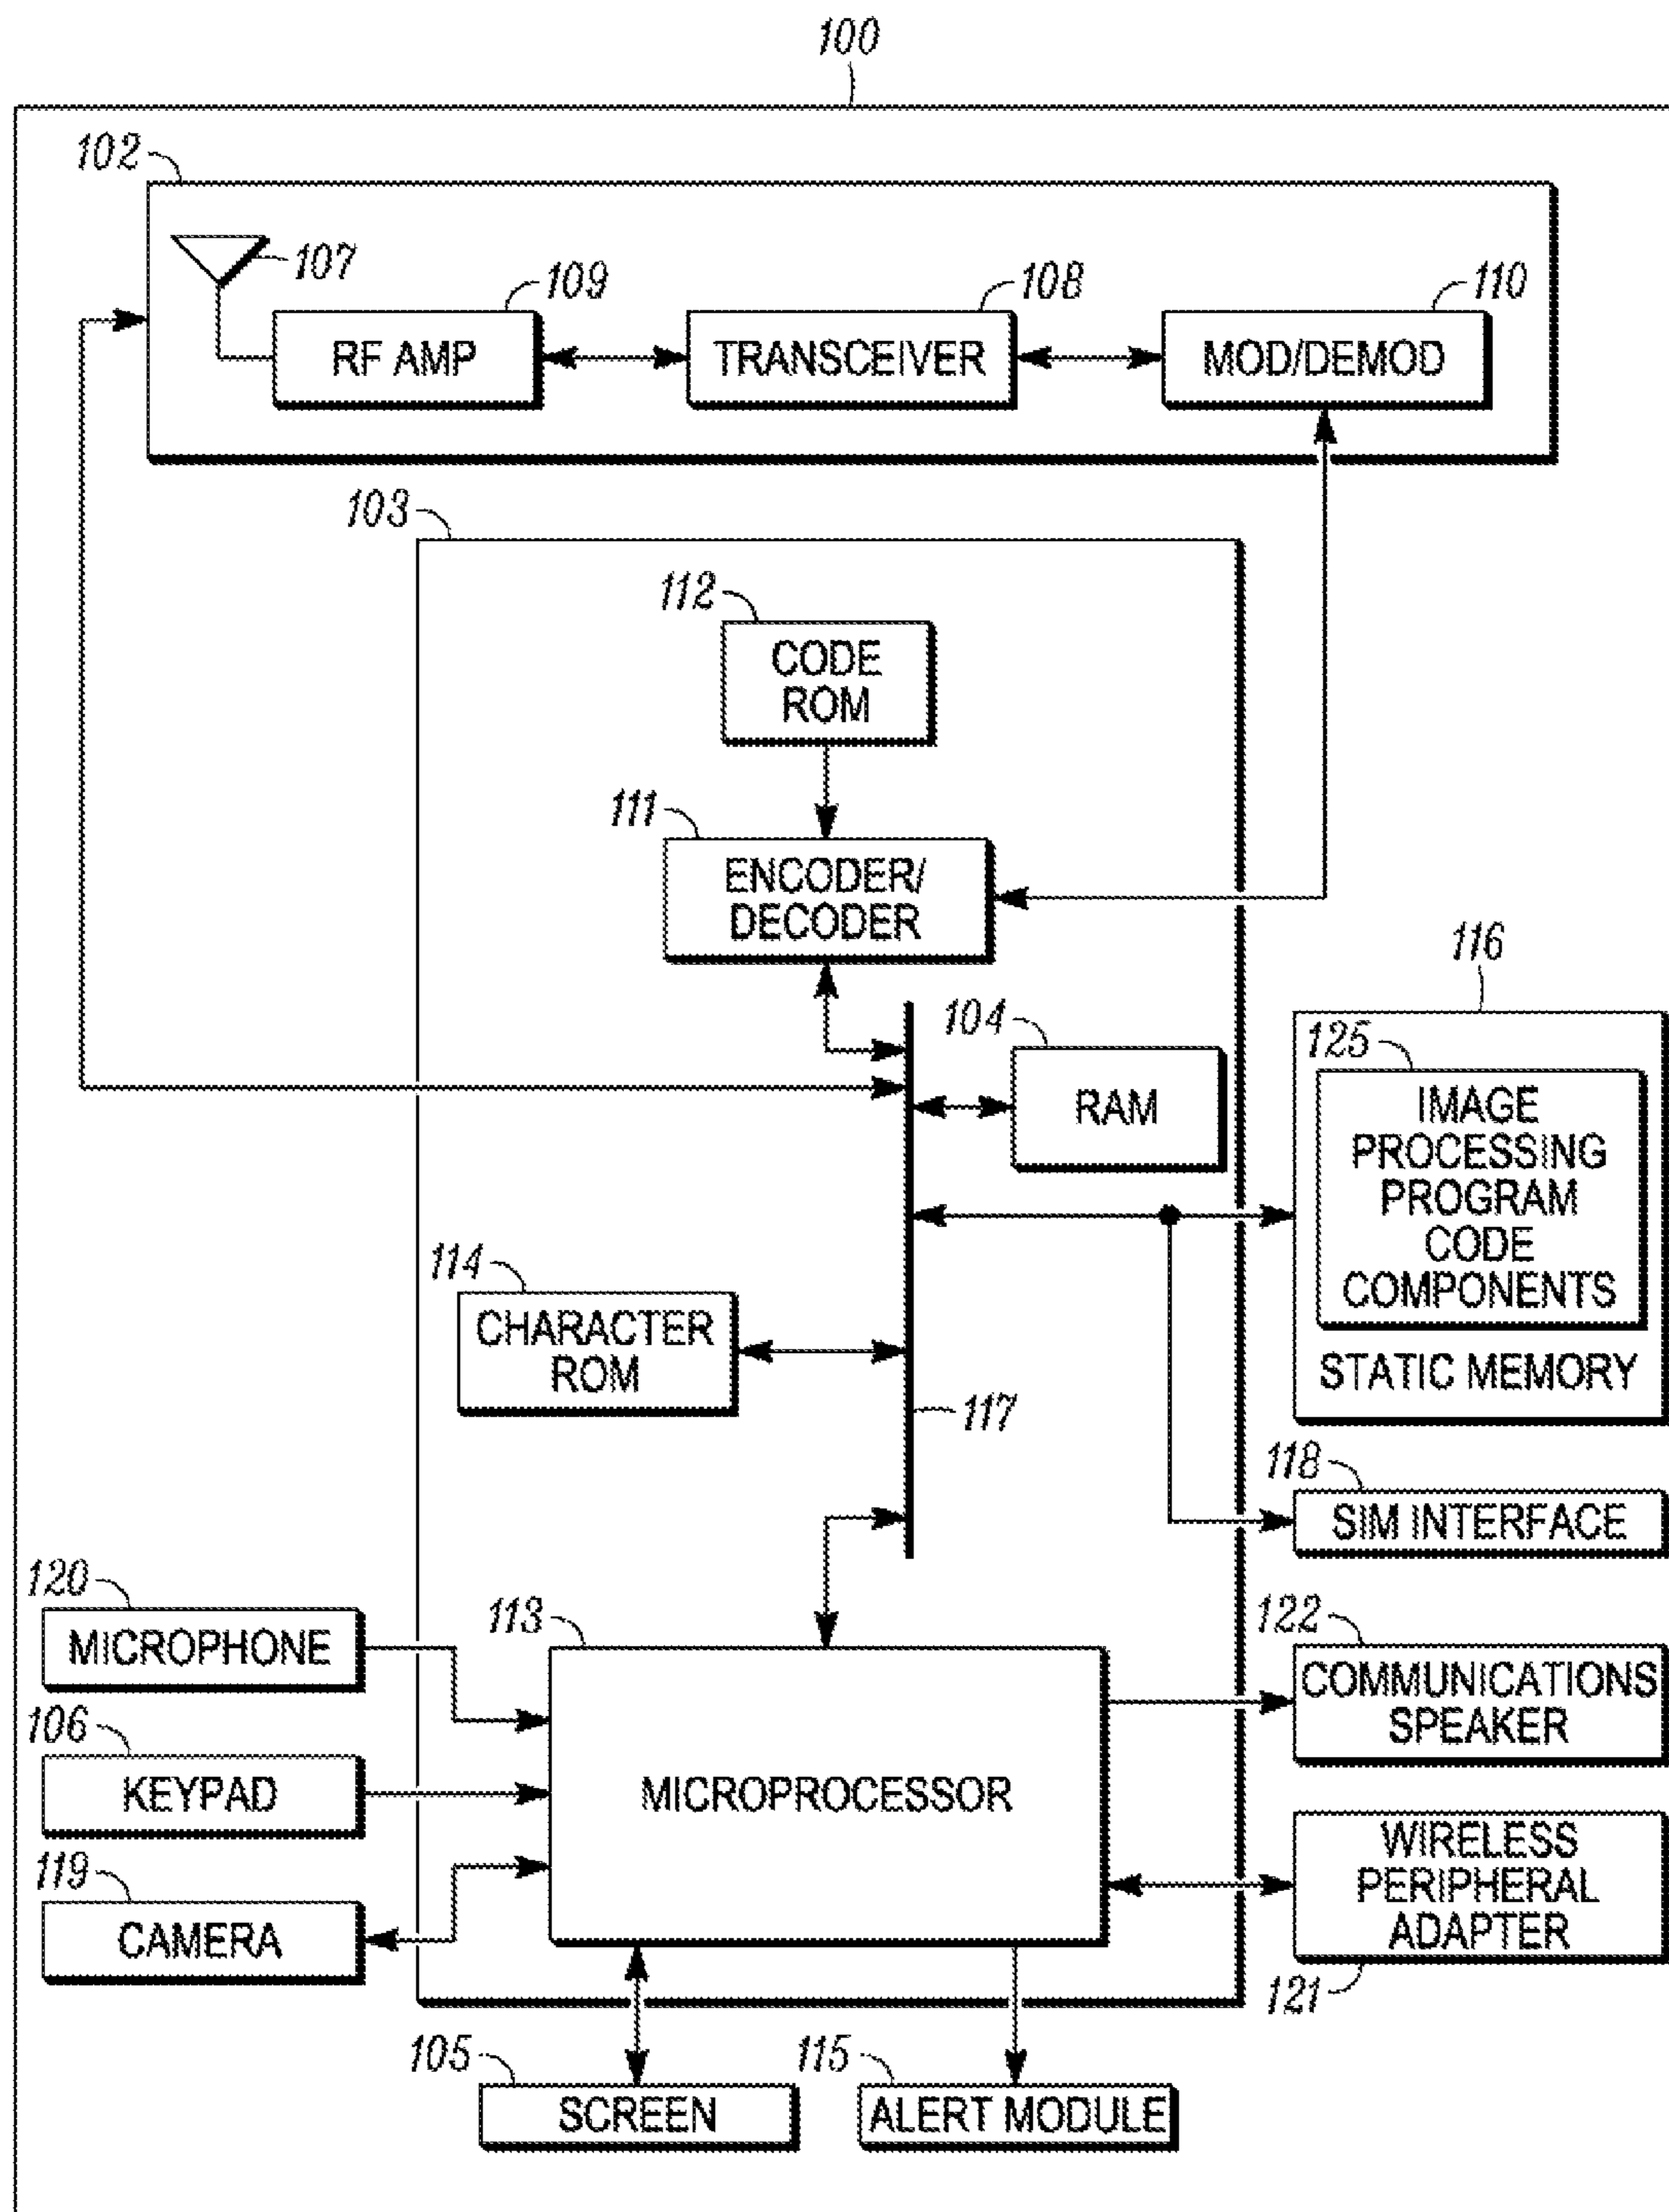 100
102
107
109
RF AMP
108
TRANSCEIVER
110
MOD/DEMOD
103
112
CODE
ROM
111
ENCODER/
DECODER
104
RAM
116
125
IMAGE
PROCESSING
PROGRAM
CODE
COMPONENTS
STATIC MEMORY
114
CHARACTER
ROM
117
118
SIM INTERFACE
120
MICROPHONE
113
MICROPROCESSOR
122
COMMUNICATIONS
SPEAKER
106
KEYPAD
WIRELESS
PERIPHERAL
ADAPTER
121
119
CAMERA
105
SCREEN
115
ALERT MODULE